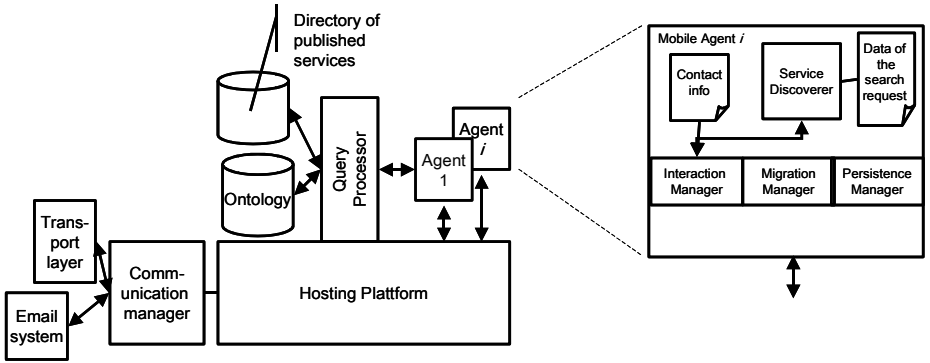 Directory of
published
services
Ontology
Query
Processor
Agent
1
Agent
i
Trans-
port
layer
Email
system
Comm-
unication
manager
Hosting Plattform
Mobile Agent i
Contact
info
Service
Discoverer
Data of
the
search
request
Interaction
Manager
Migration
Manager
Persistence
Manager